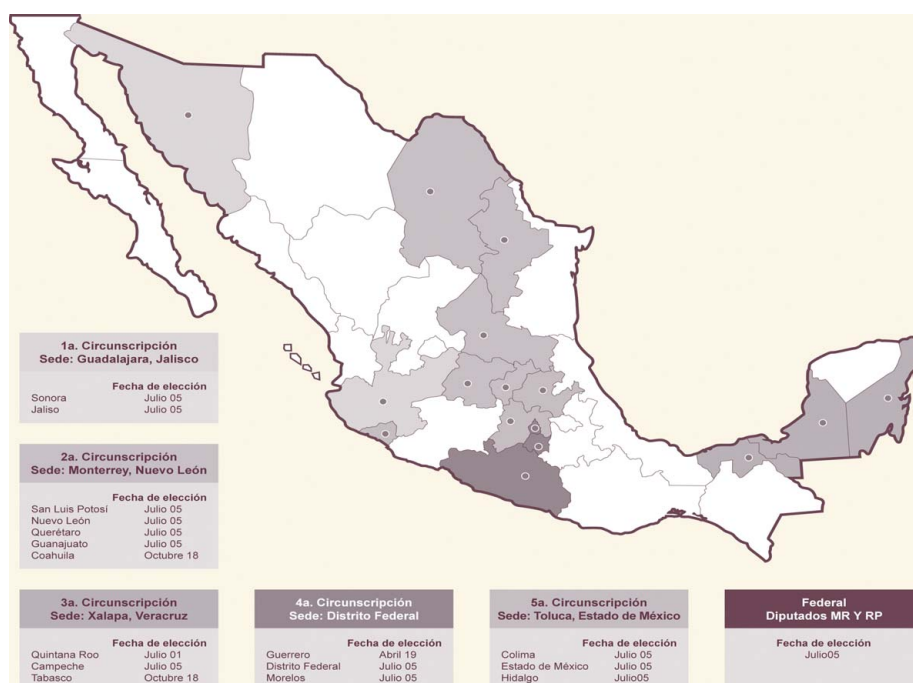 1a. Circunscripción
Sede: Guadalajara, Jalisco
Fecha de elección
Sonora Julio 05
Jaliso Julio 05
2a. Circunscripción
Sede: Monterrey, Nuevo León
Fecha de elección
San Luis Potosí Julio 05
Nuevo León Julio 05
Querétaro Julio 05
Guanajuato Julio 05
Coahuila Octubre 18
3a. Circunscripción
Sede: Xalapa, Veracruz
Fecha de elección
Quintana Roo Julio 01
Campeche Julio 05
Tabasco Octubre 18
4a. Circunscripción
Sede: Distrito Federal
Fecha de elección
Guerrero Abril 19
Distrito Federal Julio 05
Morelos Julio 05
5a. Circunscripción
Sede: Toluca, Estado de México
Fecha de elección
Colima Julio 05
Estado de México Julio 05
Hidalgo Julio05
Federal
Diputados MR Y RP
Fecha de elección
Julio05